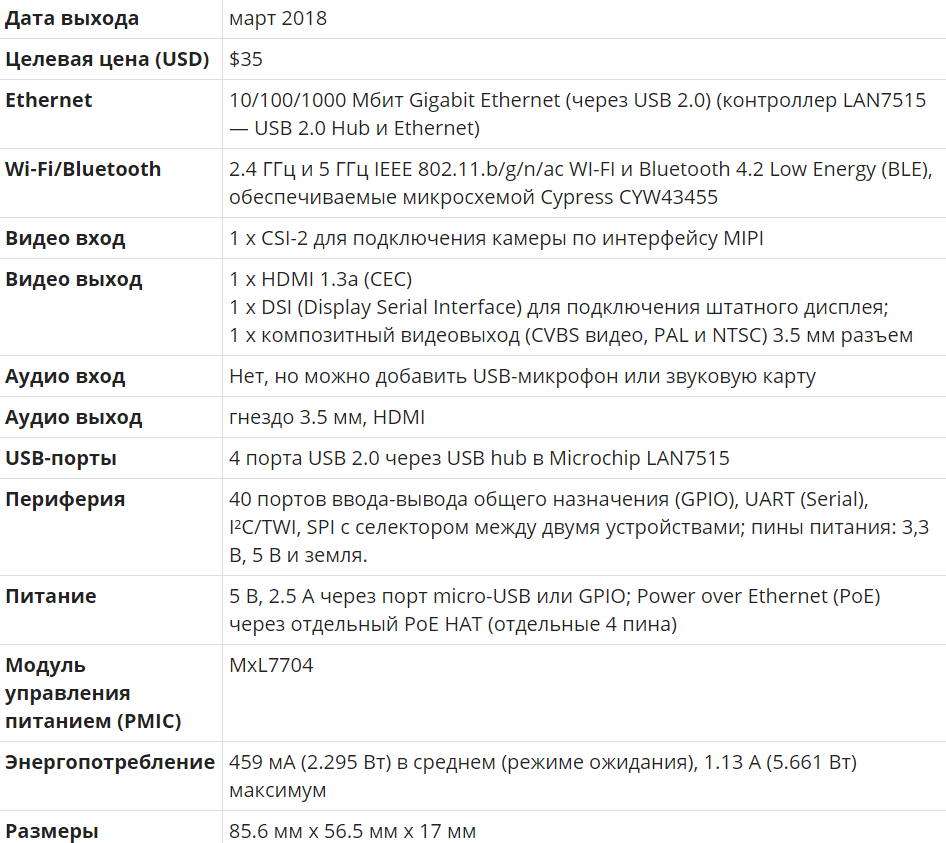 Дата выхода март 2018
Целевая цена (USD) $35
Ethernet 10/100/1000 Мбит Gigabit Ethernet (через USB 2.0) (контроллер LAN7515
— USB 2.0 Hub и Ethernet)
Wi-Fi/Bluetooth 2.4 ГГц и 5 ГГц IEEE 802.11.b/g/n/ac WI-FI и Bluetooth 4.2 Low Energy (BLE),
обеспечиваемые микросхемой Cypress CYW43455
Видео вход 1 x CSI-2 для подключения камеры по интерфейсу MIPI
Видео выход 1 x HDMI 1.3a (CEC)
1 x DSI (Display Serial Interface) для подключения штатного дисплея;
1 x композитный видеовыход (CVBS видео, PAL и NTSC) 3.5 мм разъем
Аудио вход Нет, но можно добавить USB-микрофон или звуковую карту
Аудио выход гнездо 3.5 мм, HDMI
USB-порты 4 порта USB 2.0 через USB hub в Microchip LAN7515
Периферия 40 портов ввода-вывода общего назначения (GPIO), UART (Serial),
I²C/TWI, SPI с селектором между двумя устройствами; пины питания: 3,3
В, 5 В и земля.
Питание 5 В, 2.5 А через порт micro-USB или GPIO; Power over Ethernet (PoE)
через отдельный PoE HAT (отдельные 4 пина)
Модуль MxL7704
управления
питанием (PMIC)
Энергопотребление 459 мА (2.295 Вт) в среднем (режиме ожидания), 1.13 А (5.661 Вт)
максимум
Размеры 85.6 мм x 56.5 мм x 17 мм